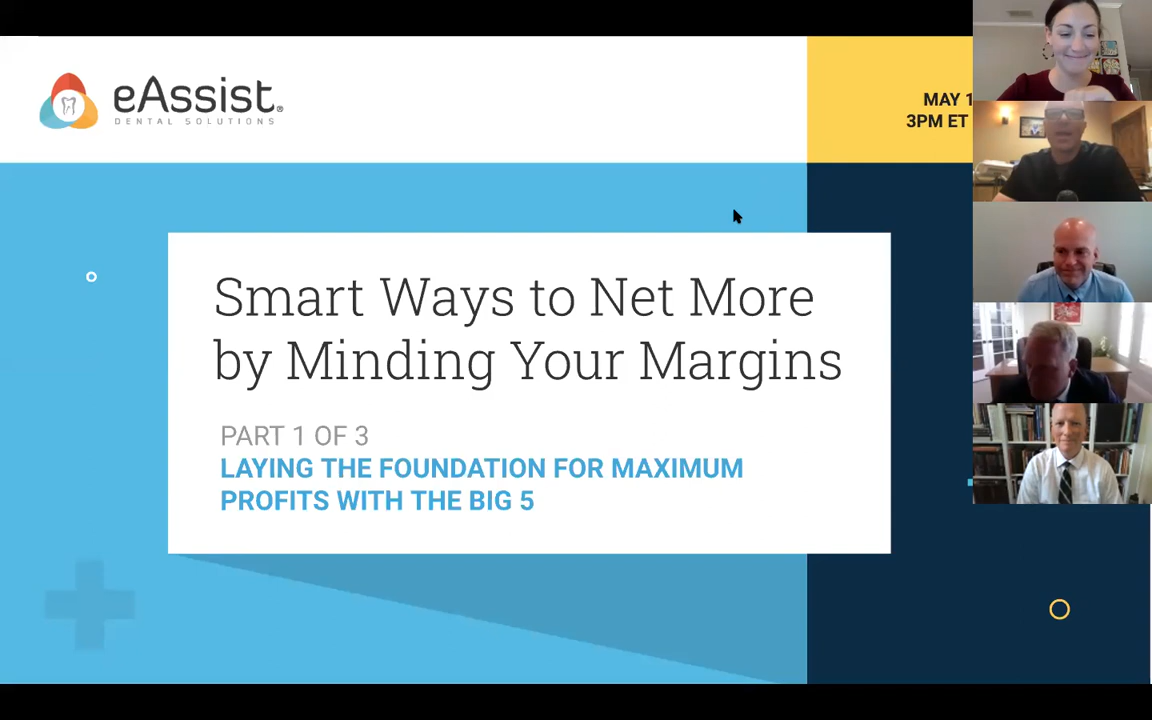 eAssist®
DENTAL SOLUTIONS
MAY 1
3PM ET
Smart Ways to Net More
by Minding Your Margins
PART 1 OF 3
LAYING THE FOUNDATION FOR MAXIMUM
PROFITS WITH THE BIG 5